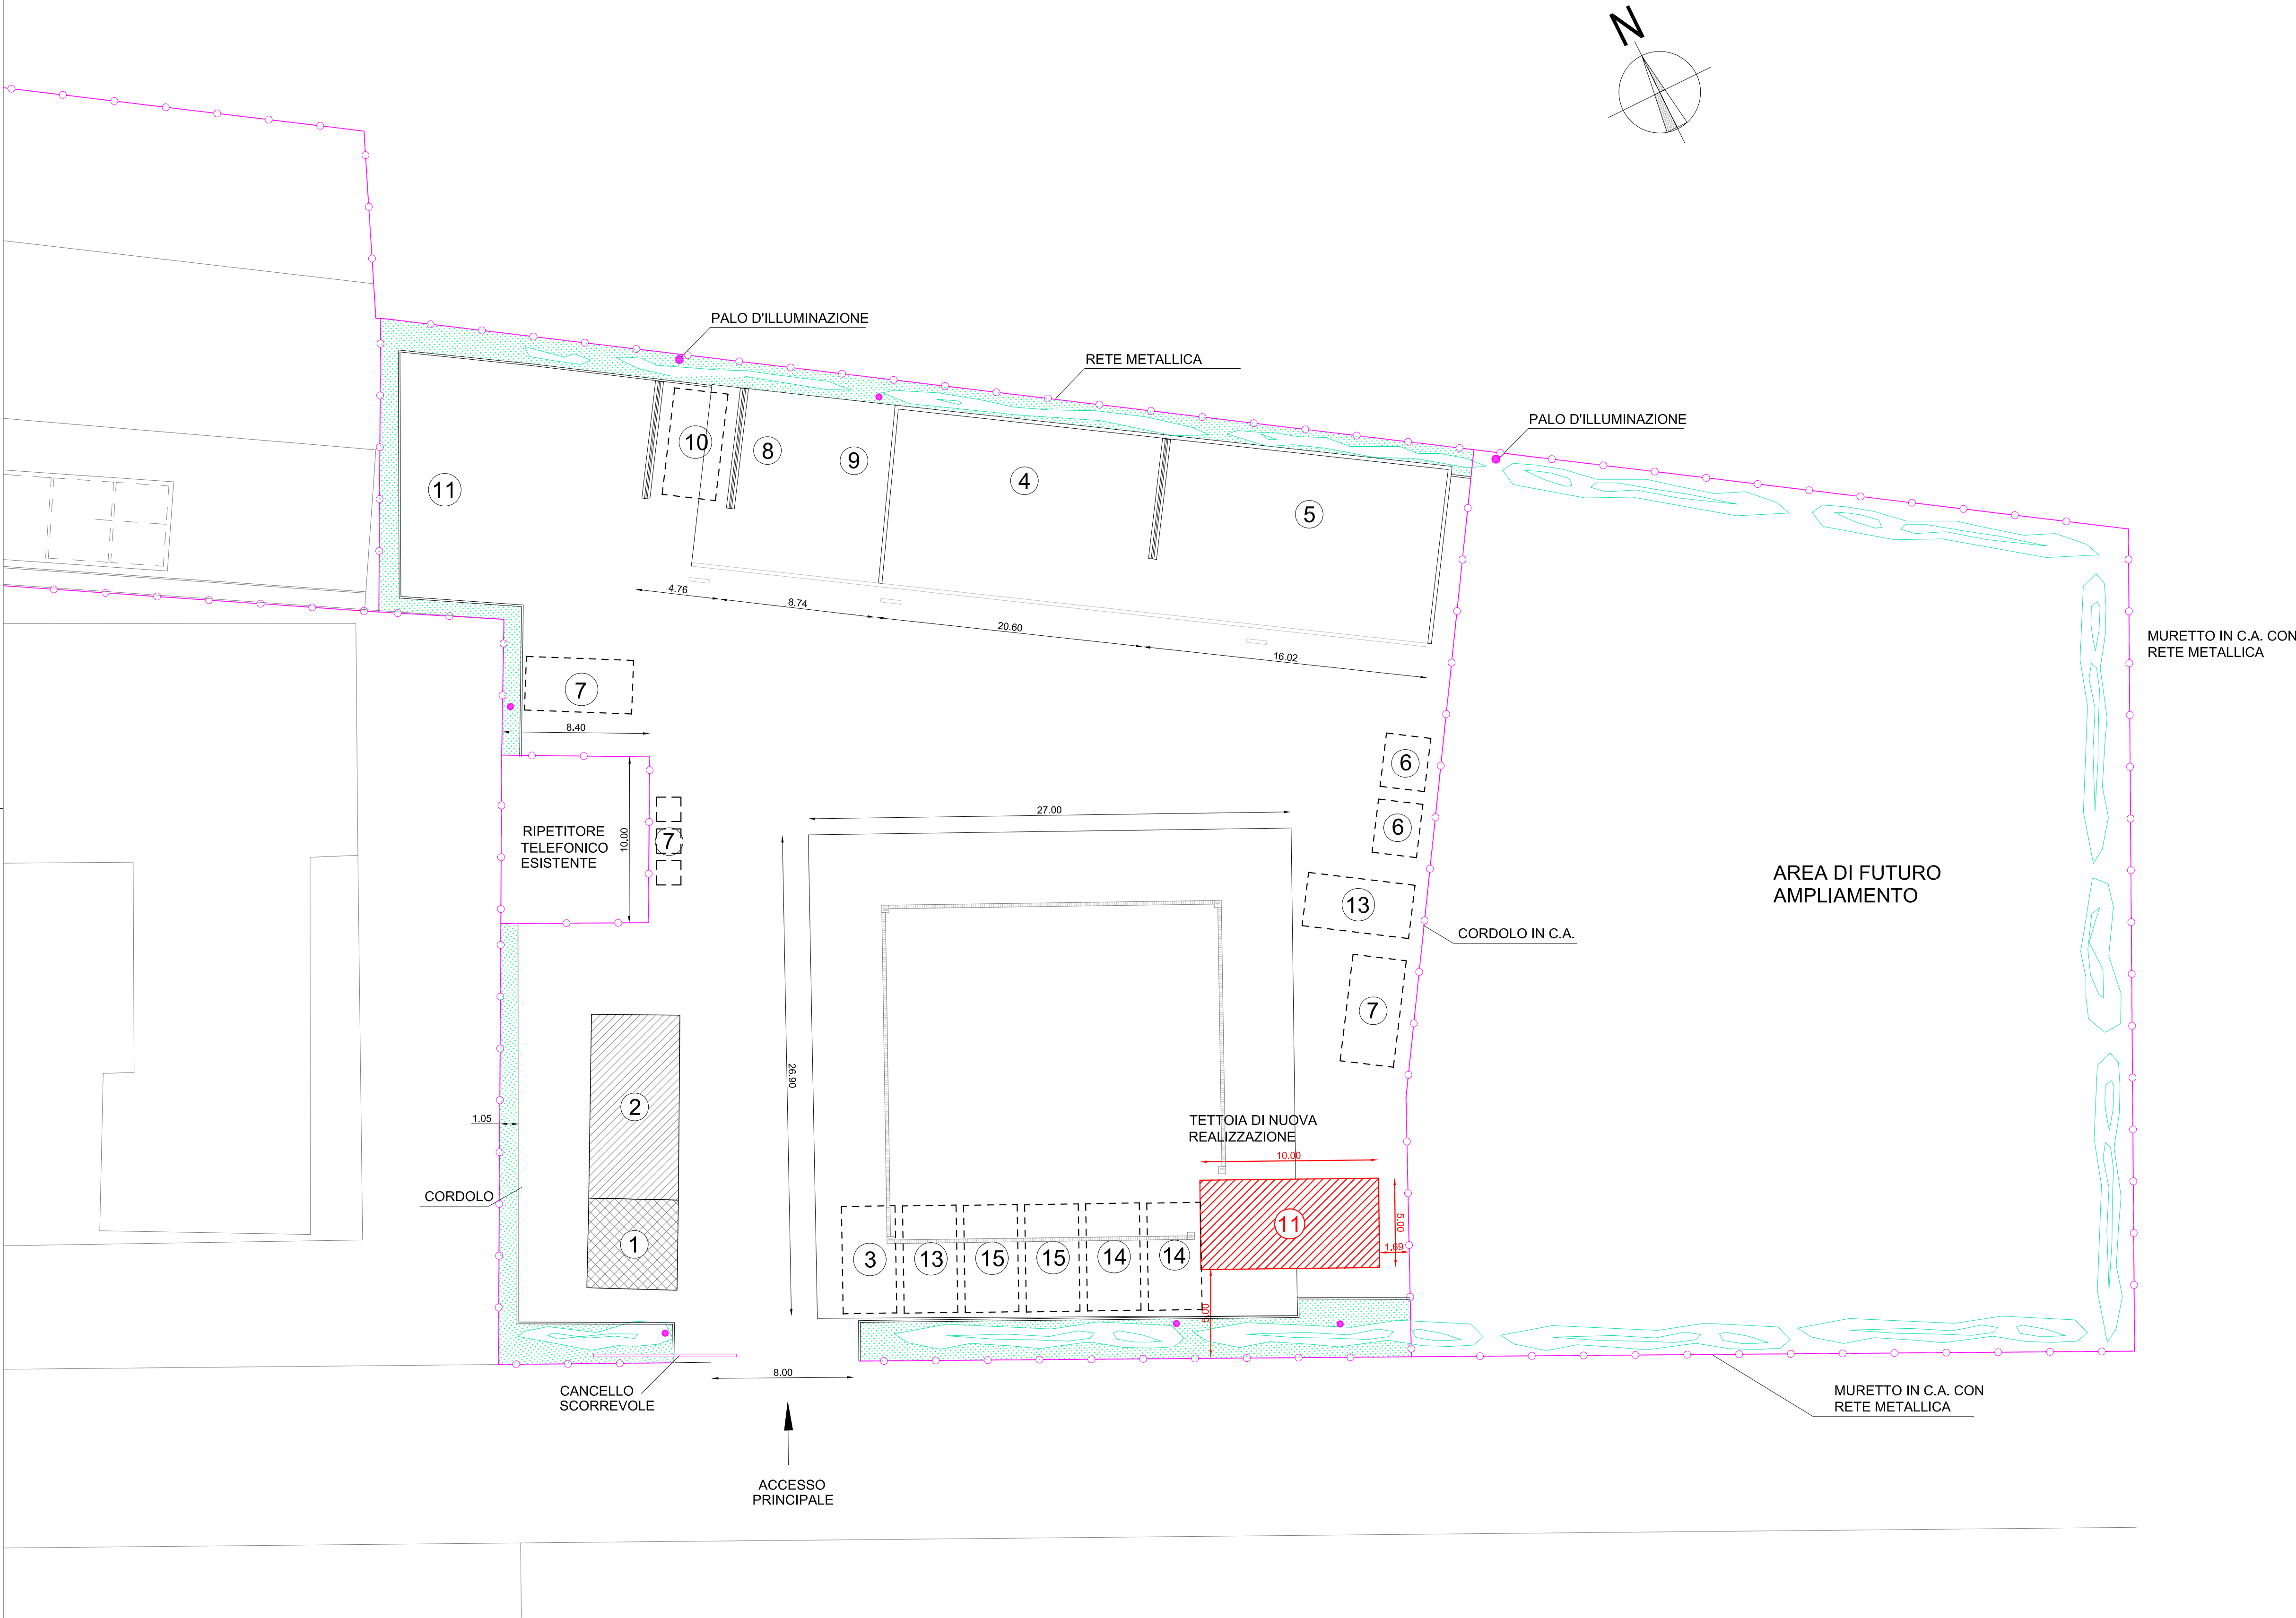 N
PALO D'ILLUMINAZIONE
RETE METALLICA
PALO D'ILLUMINAZIONE
10
8
9
4
11
5
4.76
8.74
20.60
16.02
MURETTO IN C.A. CON
RETE METALLICA
7
8.40
6
27.00
RIPETITORE
TELEFONICO
ESISTENTE
10.00
7
6
AREA DI FUTURO
AMPLIAMENTO
13
CORDOLO IN C.A.
7
26.90
2
1.05
TETTOIA DI NUOVA
REALIZZAZIONE
10.00
CORDOLO
1
11
5.00
1.69
3
13
15
15
14
14
5.00
8.00
CANCELLO
SCORREVOLE
MURETTO IN C.A. CON
RETE METALLICA
ACCESSO
PRINCIPALE